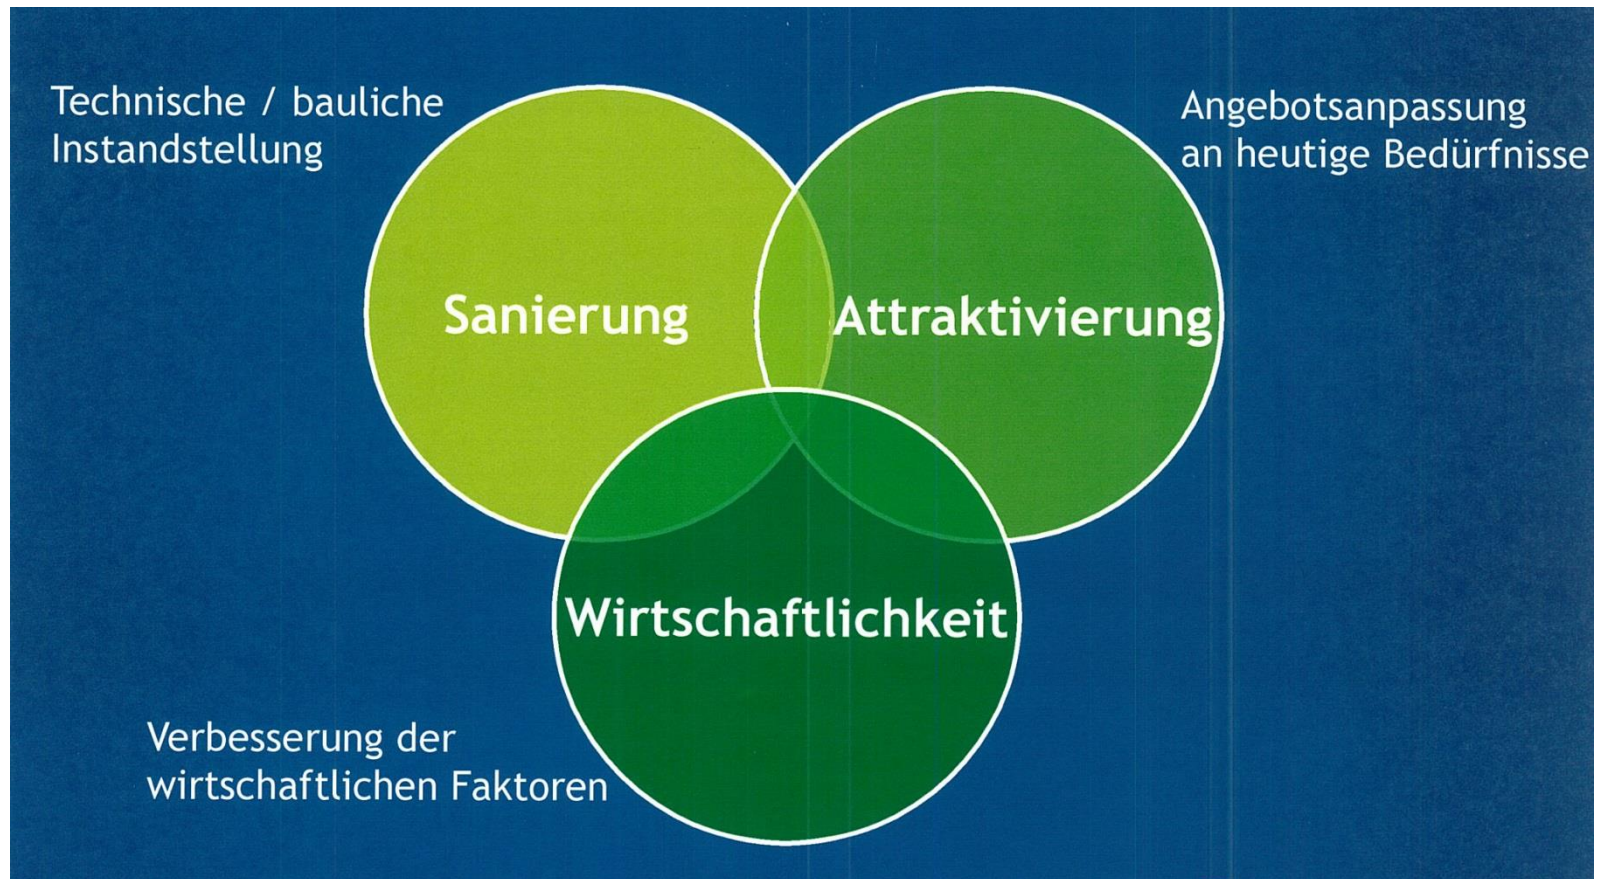 Technische / bauliche
Instandstellung
Angebotsanpassung
an heutige Bedürfnisse
Sanierung
Attraktivierung
Wirtschaftlichkeit
Verbesserung der
wirtschaftlichen Faktoren